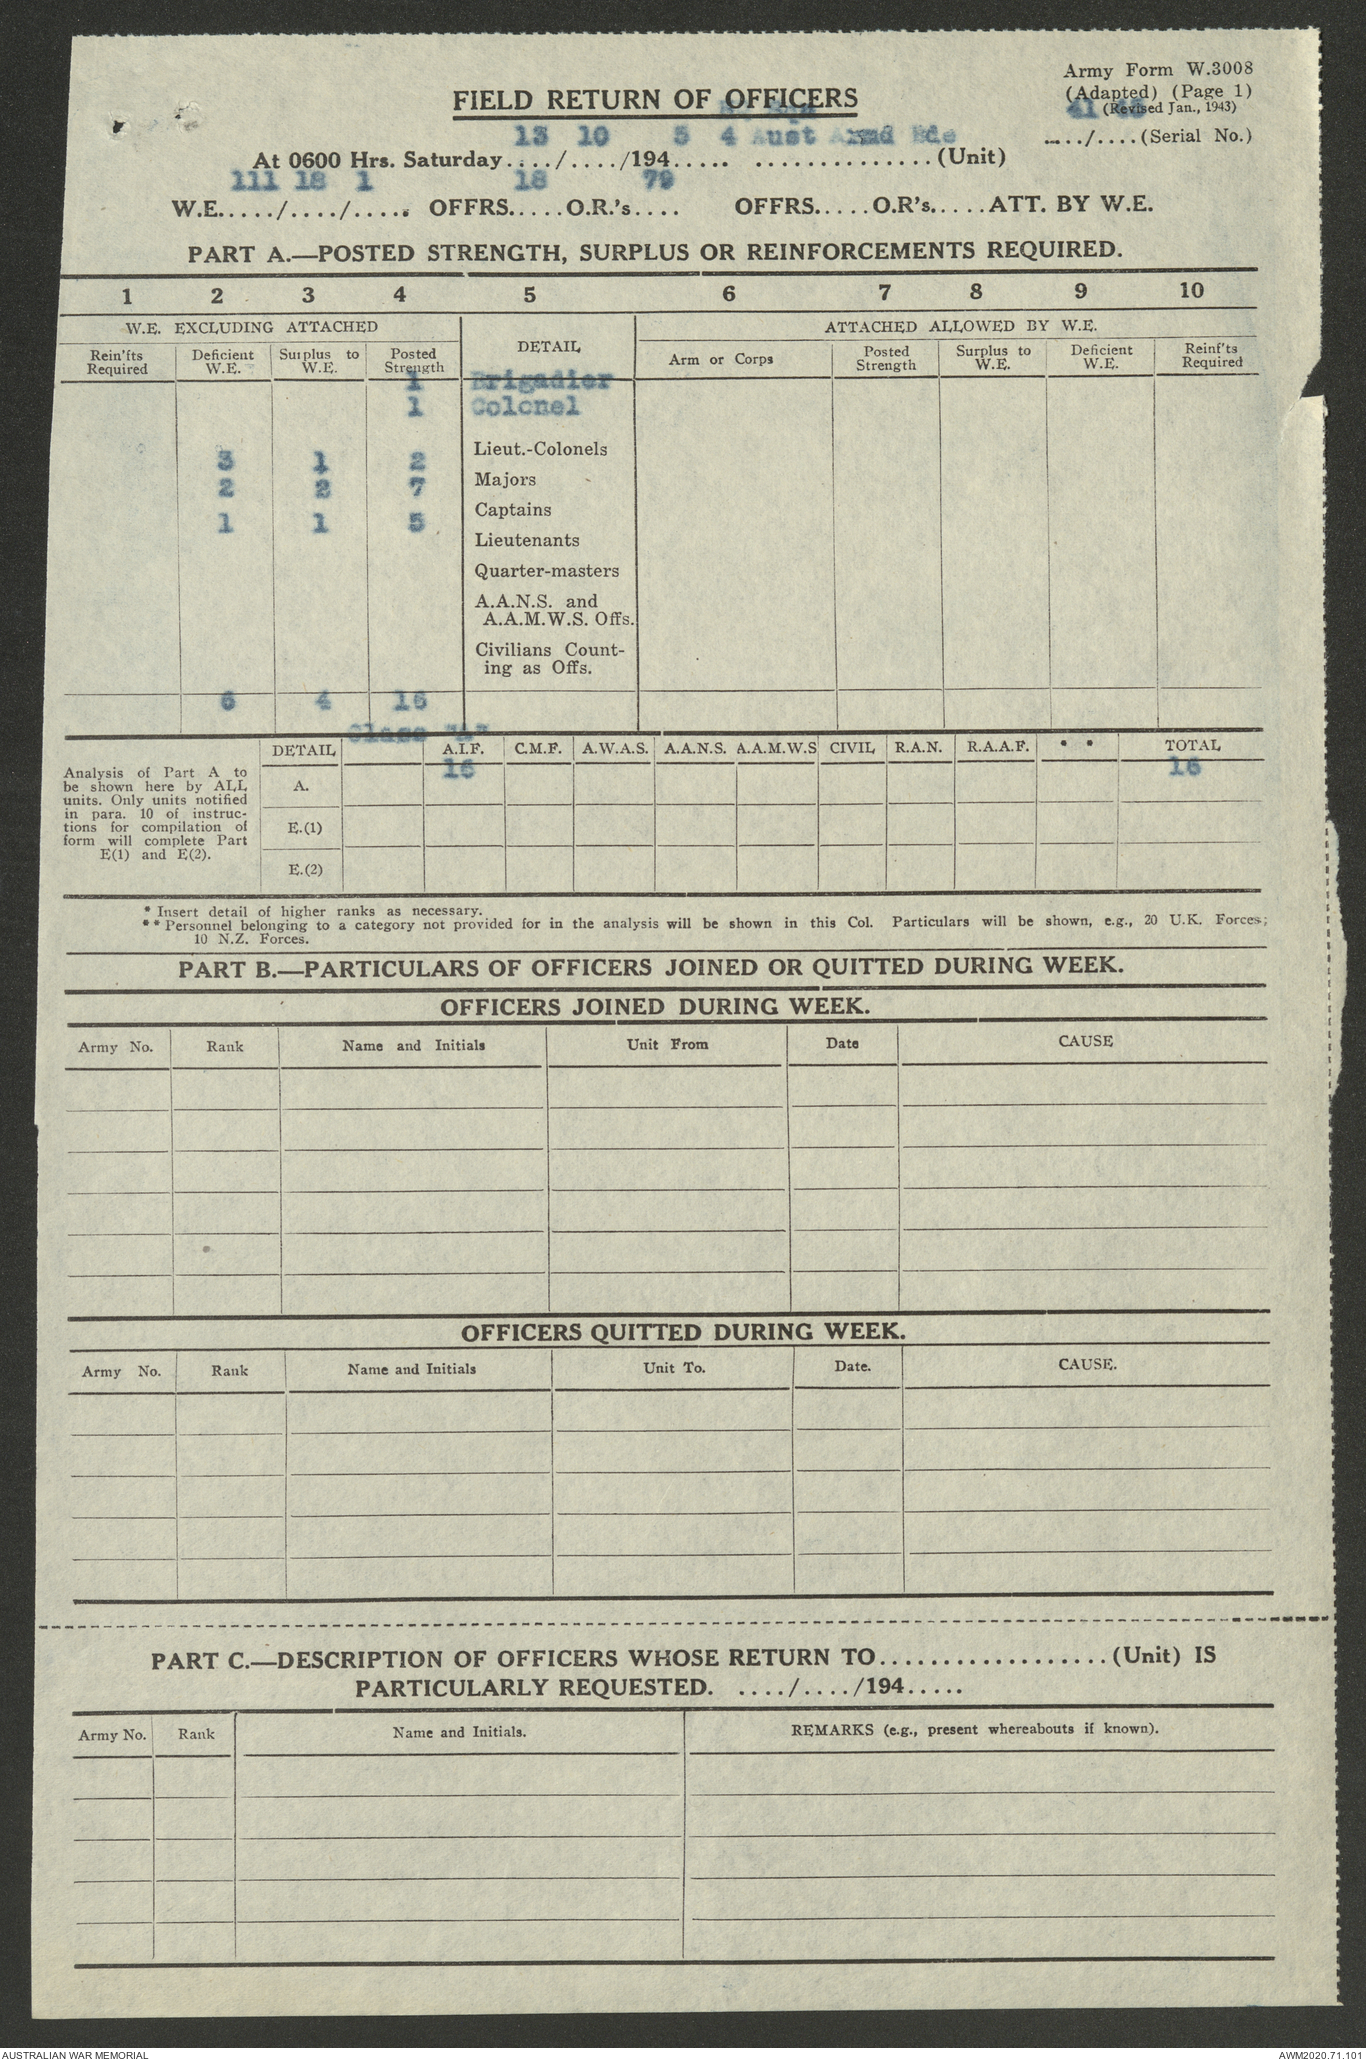 Army Form W.3008
FIELD RETURN OF OFFICERS
(Adapted) (Page 1)
(Revised Jan., 1943)
41
13 10 5 4 Aust Armd Bde
At 0600 Hrs. Saturday ..../..../194..... ...............(Unit) ..../....(Serial No.)
111 18 1 18 79
W.E...../..../..... OFFRS.....O.R.'s.... OFFRS.....O.R's.....ATT. BY W.E.
PART A.—POSTED STRENGTH, SURPLUS OR REINFORCEMENTS REQUIRED.
1 2 3 4 5 6 7 8 9 10
W.E. EXCLUDING ATTACHED DETAIL ATTACHED ALLOWED BY W.E.
Rein'fts Required Deficient W.E. Surplus to W.E. Posted Strength Arm or Corps Posted Strength Surplus to W.E. Deficient W.E. Reinf'ts Required
1 Brigadier
1 Colonel
Lieut.-Colonels
3 1 2 Majors
2 2 7 Captains
1 1 5 Lieutenants
Quarter-masters
A.A.N.S. and
A.A.M.W.S. Offs.
Civilians Count-
ing as Offs.
6 4 16
Class "A"
DETAIL A.I.F. C.M.F. A.W.A.S. A.A.N.S. A.A.M.W.S CIVIL R.A.N. R.A.A.F. * * TOTAL
Analysis of Part A to
be shown here by ALL
units. Only units notified
in para. 10 of instruc-
tions for compilation of
form will complete Part
E(1) and E(2).
A. 16 16
E.(1)
E.(2)
* Insert detail of higher ranks as necessary.
** Personnel belonging to a category not provided for in the analysis will be shown in this Col. Particulars will be shown, e.g., 20 U.K. Forces;
10 N.Z. Forces.
PART B.—PARTICULARS OF OFFICERS JOINED OR QUITTED DURING WEEK.
OFFICERS JOINED DURING WEEK.
Army No. Rank Name and Initials Unit From Date CAUSE
OFFICERS QUITTED DURING WEEK.
Army No. Rank Name and Initials Unit To. Date. CAUSE.
PART C.—DESCRIPTION OF OFFICERS WHOSE RETURN TO..................(Unit) IS
PARTICULARLY REQUESTED. ..../..../194.....
Army No. Rank Name and Initials. REMARKS (e.g., present whereabouts if known).
AUSTRALIAN WAR MEMORIAL AWM2020.71.101